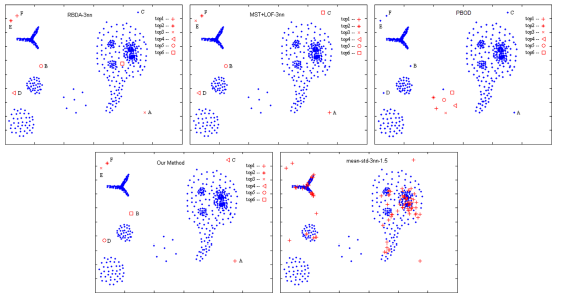 RBDA-3nn
C
top1
top2
top3
top4
top5
top6
F
E
B
D
A
MST+LOF-3nn
C
top1
top2
top3
top4
top5
top6
F
E
B
D
A
PBOD
C
top1
top2
top3
top4
top5
top6
F
E
B
D
A
Our Method
C
top1
top2
top3
top4
top5
top6
F
E
B
D
A
mean-std-3nn-1.5